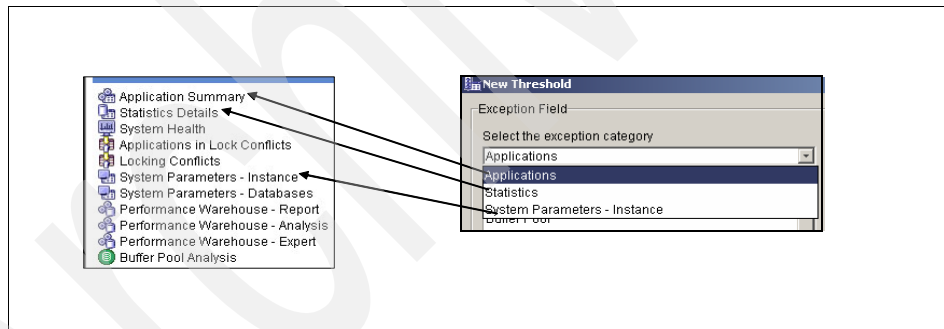 Application Summary
Statistics Details
System Health
Applications in Lock Conflicts
Locking Conflicts
System Parameters - Instance
System Parameters - Databases
Performance Warehouse - Report
Performance Warehouse - Analysis
Performance Warehouse - Expert
Buffer Pool Analysis
New Threshold
Exception Field
Select the exception category
Applications
Applications
Statistics
System Parameters - Instance
Buffer Pool